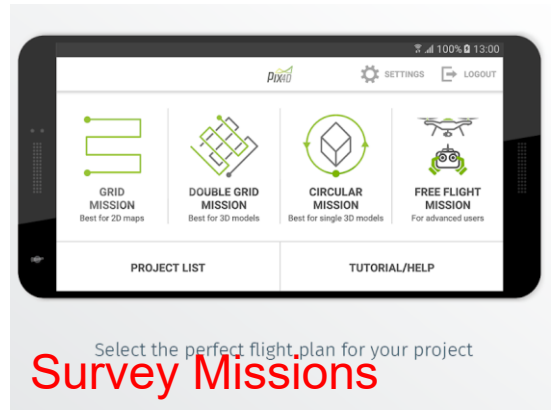 100% 13:00
PIX4D
SETTINGS
LOGOUT
GRID
MISSION
Best for 2D maps
DOUBLE GRID
MISSION
Best for 3D models
CIRCULAR
MISSION
Best for single 3D models
FREE FLIGHT
MISSION
For advanced users
PROJECT LIST
TUTORIAL/HELP
Select the perfect flight plan for your project
Survey Missions